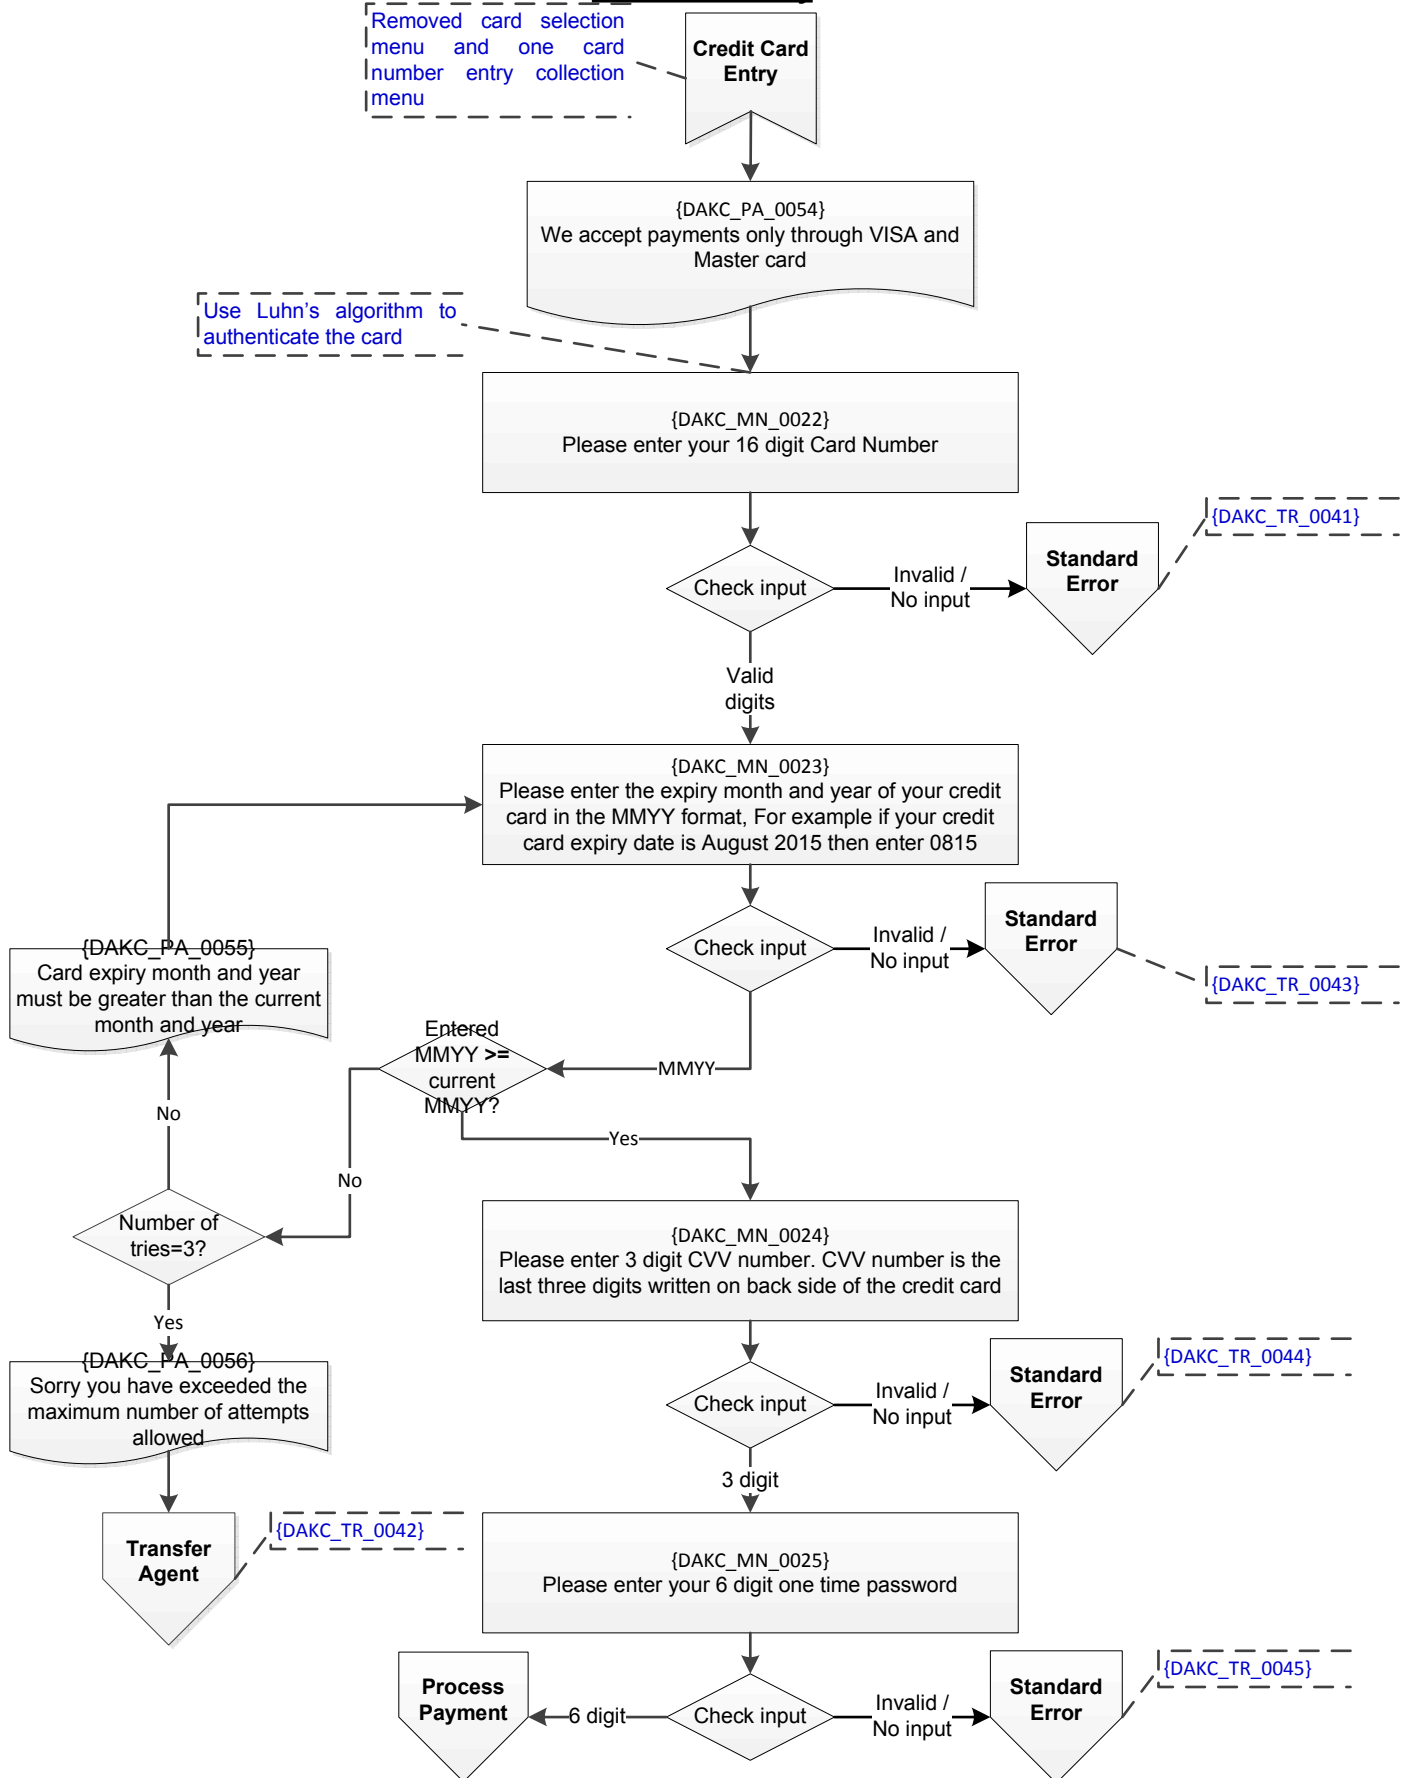 Removed card selection
menu and one card
number entry collection
menu
Credit Card
Entry
{DAKC_PA_0054}
We accept payments only through VISA and
Master card
Use Luhn's algorithm to
authenticate the card
{DAKC_MN_0022}
Please enter your 16 digit Card Number
{DAKC_TR_0041}
Standard
Error
Check input
Invalid /
No input
Valid
digits
{DAKC_MN_0023}
Please enter the expiry month and year of your credit
card in the MMYY format, For example if your credit
card expiry date is August 2015 then enter 0815
Standard
Error
Check input
Invalid /
No input
{DAKC_TR_0043}
{DAKC_PA_0055}
Card expiry month and year
must be greater than the current
month and year
Entered
MMYY >=
current
MMYY?
MMYY
No
Yes
No
Number of
tries=3?
{DAKC_MN_0024}
Please enter 3 digit CVV number. CVV number is the
last three digits written on back side of the credit card
Yes
{DAKC_PA_0056}
Sorry you have exceeded the
maximum number of attempts
allowed
{DAKC_TR_0044}
Standard
Error
Check input
Invalid /
No input
3 digit
Transfer
Agent
{DAKC_TR_0042}
{DAKC_MN_0025}
Please enter your 6 digit one time password
{DAKC_TR_0045}
Process
Payment
6 digit
Check input
Invalid /
No input
Standard
Error